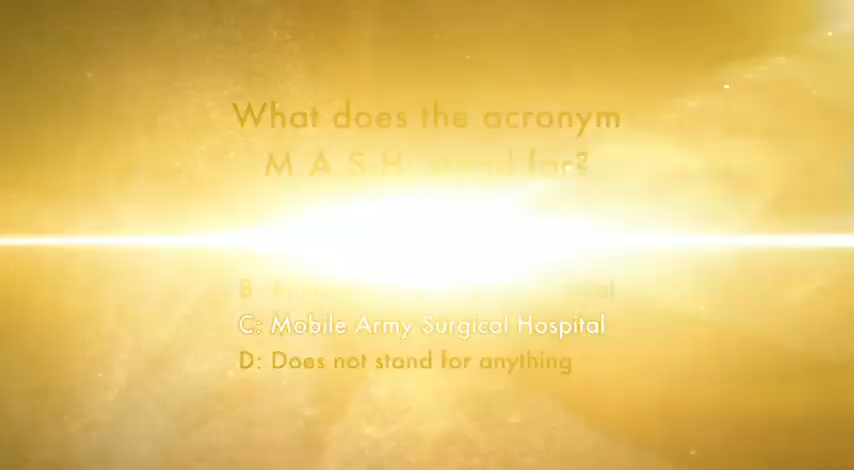 What does the acronym
M.A.S.H. stand for?
B:
C: Mobile Army Surgical Hospital
D: Does not stand for anything